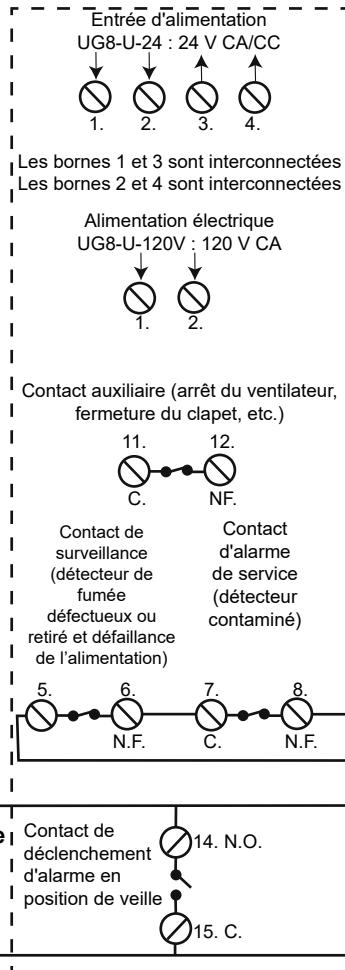 Entrée d'alimentation
UG8-U-24 : 24 V CA/CC
1. 2. 3. 4.
Les bornes 1 et 3 sont interconnectées
Les bornes 2 et 4 sont interconnectées
Alimentation électrique
UG8-U-120V : 120 V CA
1. 2.
Contact auxiliaire (arrêt du ventilateur,
fermeture du clapet, etc.)
11. 12.
C. NF.
Contact de
surveillance
(détecteur de
fumée
défectueux ou
retiré et défaillance
de l’alimentation)
Contact
d'alarme
de service
(détecteur
contaminé)
5. 6. 7. 8.
N.F. C. N.F.
e
Contact de
déclenchement
d'alarme en
position de veille
14. N.O.
15. C.